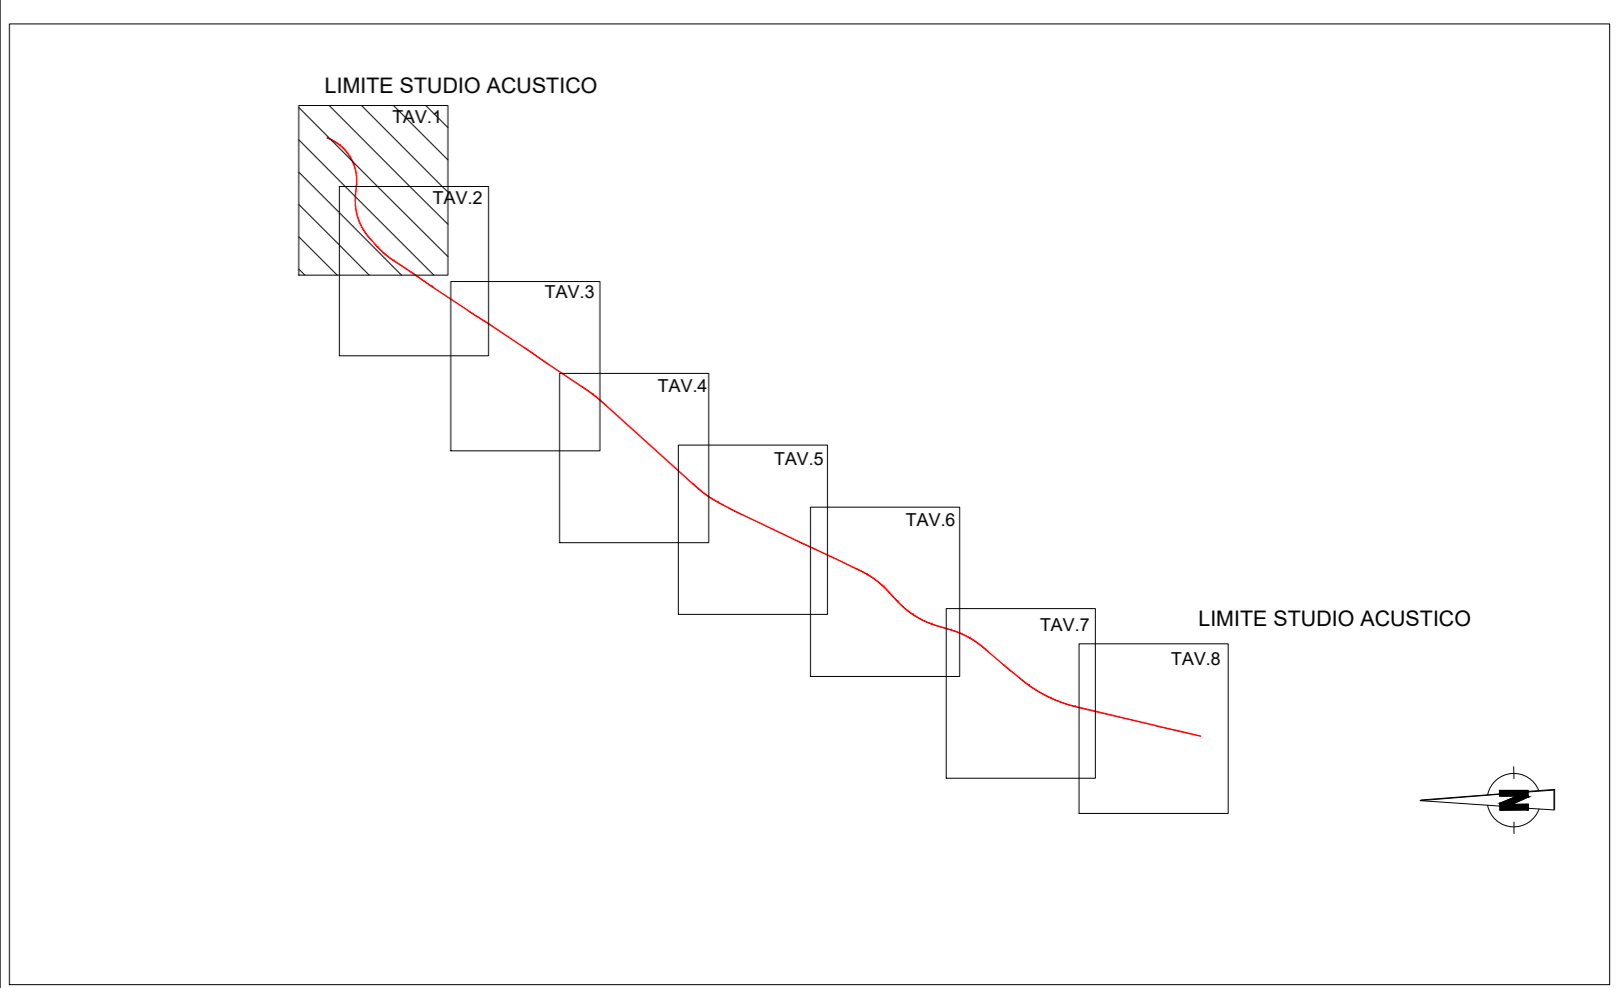 LIMITE STUDIO ACUSTICO
TAV.1
TAV.2
TAV.3
TAV.4
TAV.5
TAV.6
LIMITE STUDIO ACUSTICO
TAV.7
TAV.8
N